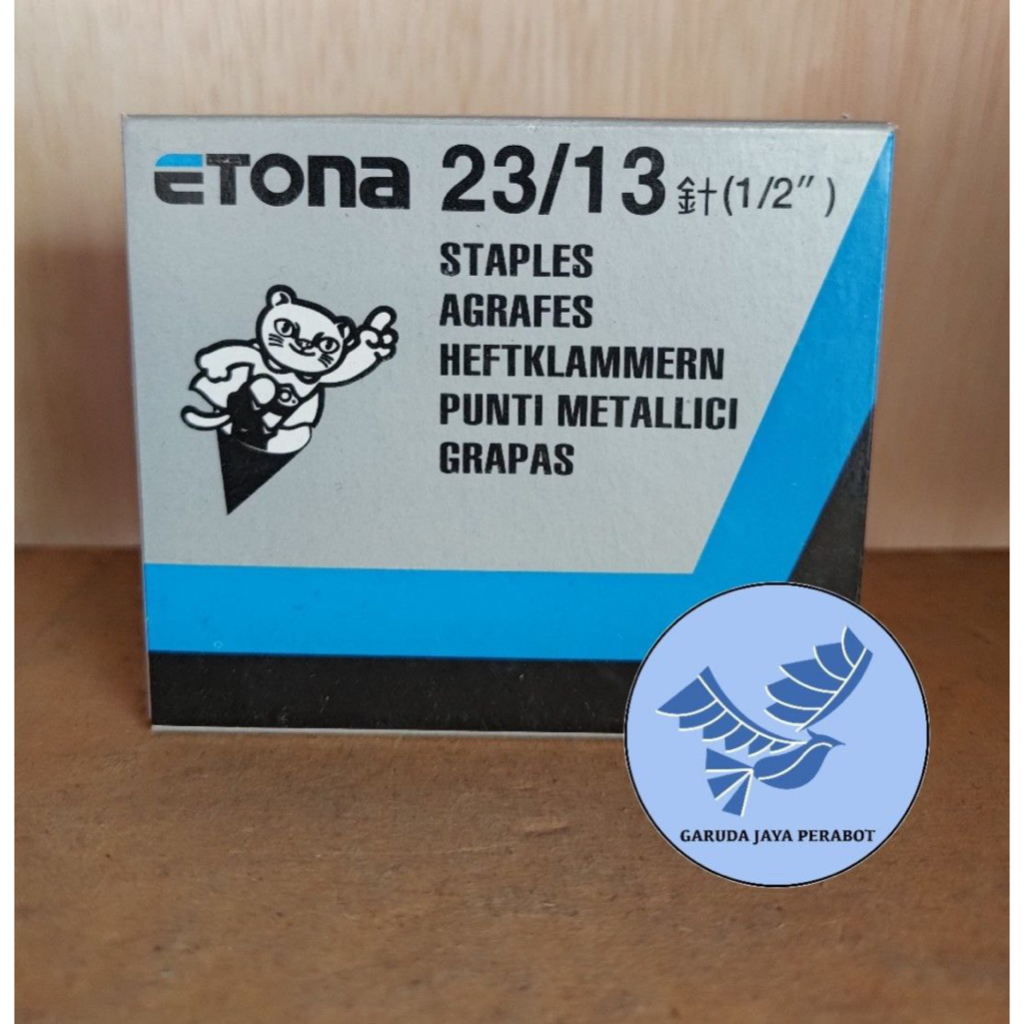 ETONA 23/13 針(1/2")
STAPLES
AGRAFES
HEFTKLAMMERN
PUNTI METALLICI
GRAPAS
GARUDA JAYA PERABOT